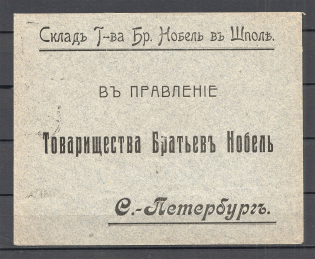 Складъ Т-ва Бр. Нобель въ Шполѣ.
ВЪ ПРАВЛЕНІЕ
Товарищества Братьевъ Нобель
С.-Петербургъ.